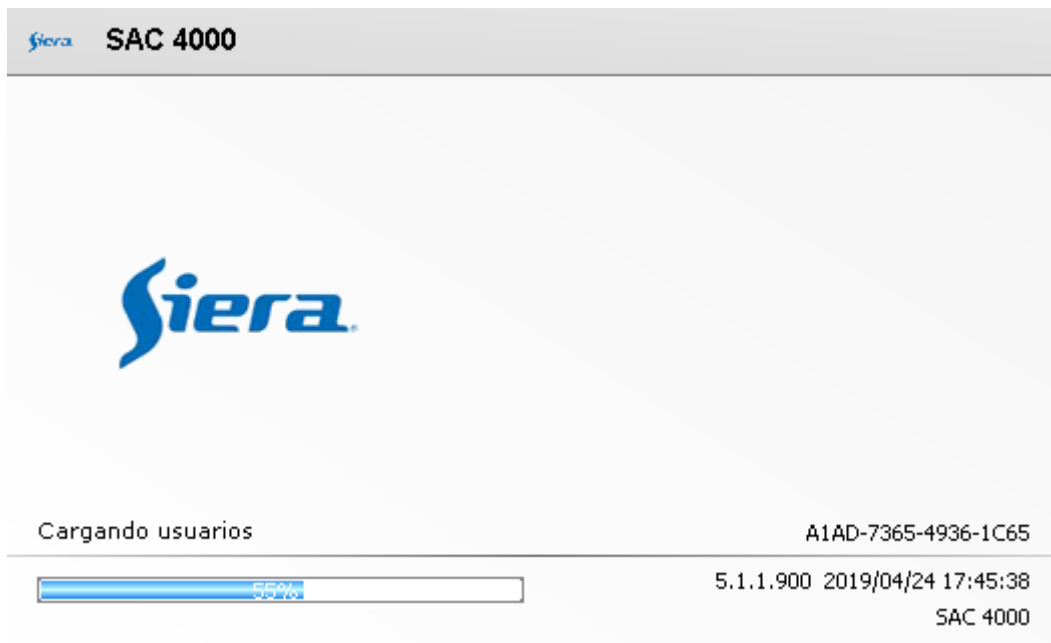 Siera SAC 4000
Siera®
Cargando usuarios
A1AD-7365-4936-1C65
55%
5.1.1.900 2019/04/24 17:45:38
SAC 4000